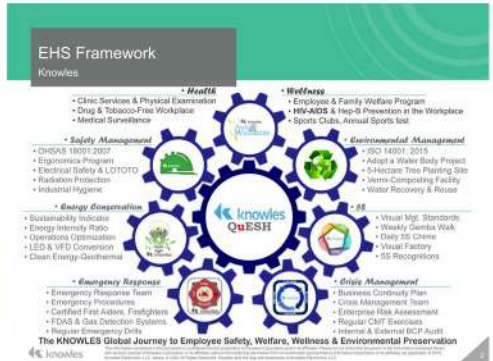 EHS Framework
Knowles
• Health
• Clinic Services & Physical Examination
• Drug & Tobacco-Free Workplace
• Medical Surveillance
• Wellness
• Employee & Family Welfare Program
• HIV-AIDS & Hep-B Prevention in the Workplace
• Sports Clubs, Annual Sports fest
• Safety Management
• OHSAS 18001:2007
• Ergonomics Program
• Electrical Safety & LOTOTO
• Radiation Protection
• Industrial Hygiene
• Environmental Management
• ISO 14001: 2015
• Adopt a Water Body Project
• 5-Hectare Tree Planting Site
• Vermi-Composting Facility
• Water Recovery & Reuse
• Energy Conservation
• Sustainability Indicator
• Energy Intensity Ratio
• Operations Optimization
• LED & VFD Conversion
• Clean Energy-Geothermal
knowles
QuESH
• 5S
• Visual Mgt. Standards
• Weekly Gemba Walk
• Daily 5S Chime
• Visual Factory
• 5S Recognitions
• Emergency Response
• Emergency Response Team
• Emergency Procedures
• Certified First Aiders, Firefighters
• FDAS & Gas Detection Systems
• Regular Emergency Drills
• Crisis Management
• Business Continuity Plan
• Crisis Management Team
• Enterprise Risk Assessment
• Regular CMT Exercises
• Internal & External BCP Audit
The KNOWLES Global Journey to Employee Safety, Welfare, Wellness & Environmental Preservation
knowles